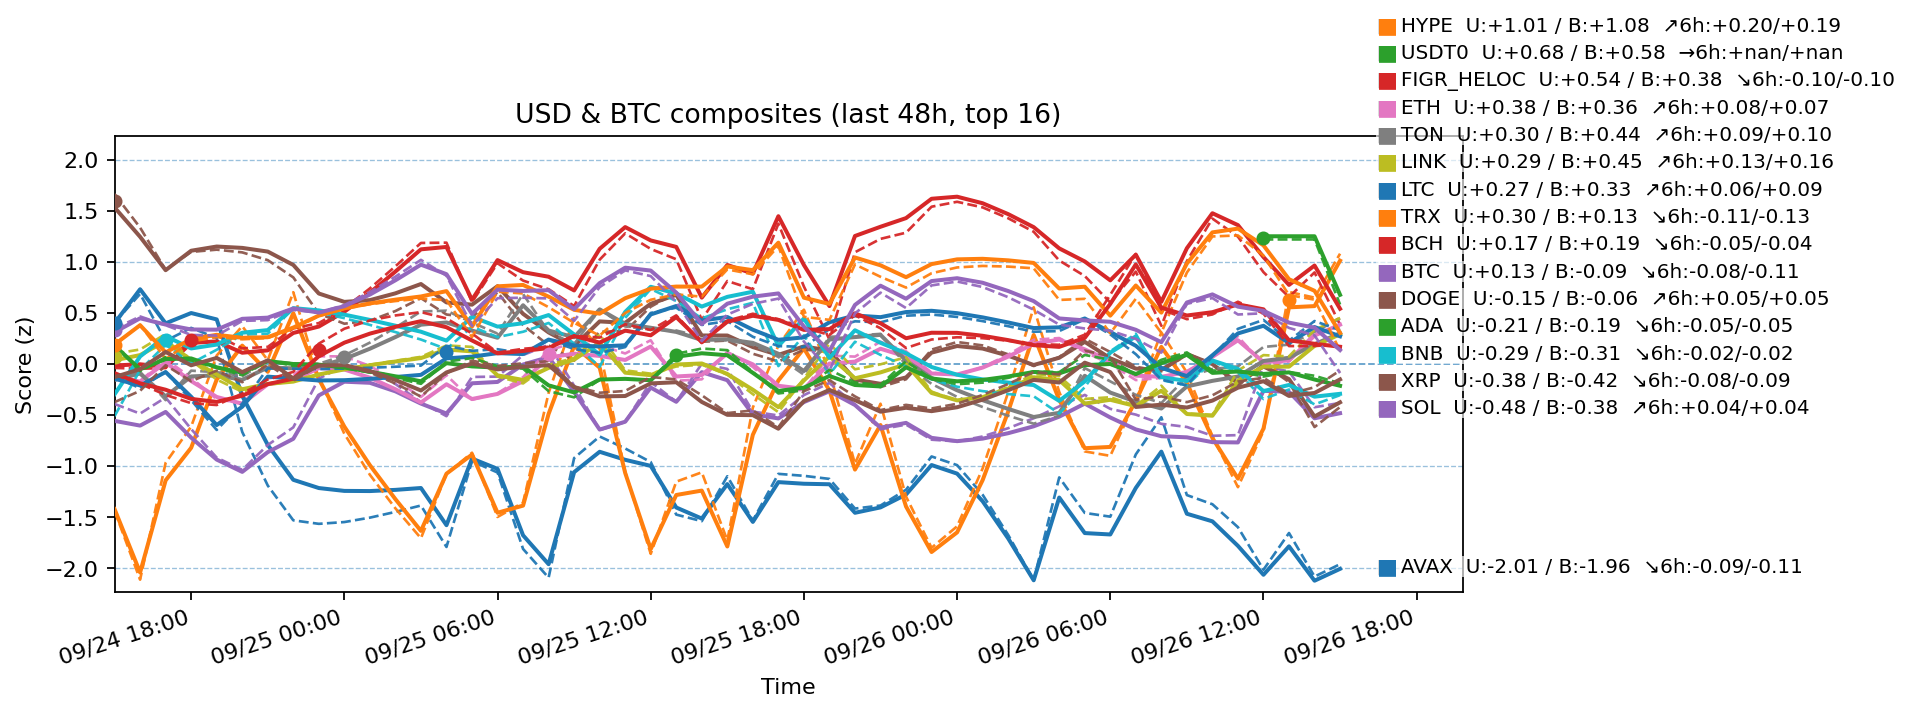 USD & BTC composites (last 48h, top 16)
HYPE  U:+1.01 / B:+1.08  ↗6h:+0.20/+0.19
USDT0  U:+0.68 / B:+0.58  →6h:+nan/+nan
FIGR_HELOC  U:+0.54 / B:+0.38  ↘6h:-0.10/-0.10
ETH  U:+0.38 / B:+0.36  ↗6h:+0.08/+0.07
TON  U:+0.30 / B:+0.44  ↗6h:+0.09/+0.10
LINK  U:+0.29 / B:+0.45  ↗6h:+0.13/+0.16
LTC  U:+0.27 / B:+0.33  ↗6h:+0.06/+0.09
TRX  U:+0.30 / B:+0.13  ↘6h:-0.11/-0.13
BCH  U:+0.17 / B:+0.19  ↘6h:-0.05/-0.04
BTC  U:+0.13 / B:-0.09  ↘6h:-0.08/-0.11
DOGE  U:-0.15 / B:-0.06  ↗6h:+0.05/+0.05
ADA  U:-0.21 / B:-0.19  ↘6h:-0.05/-0.05
BNB  U:-0.29 / B:-0.31  ↘6h:-0.02/-0.02
XRP  U:-0.38 / B:-0.42  ↘6h:-0.08/-0.09
SOL  U:-0.48 / B:-0.38  ↗6h:+0.04/+0.04
AVAX  U:-2.01 / B:-1.96  ↘6h:-0.09/-0.11
Score (z)
2.0
1.5
1.0
0.5
0.0
−0.5
−1.0
−1.5
−2.0
09/24 18:00
09/25 00:00
09/25 06:00
09/25 12:00
09/25 18:00
09/26 00:00
09/26 06:00
09/26 12:00
09/26 18:00
Time